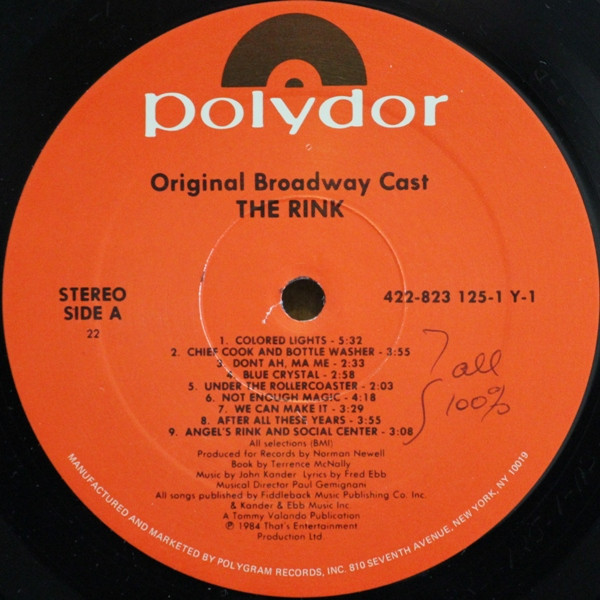 polydor
Original Broadway Cast
THE RINK
STEREO
SIDE A
22
422-823 125-1 Y-1
1. COLORED LIGHTS - 5:32
2. CHIEF COOK AND BOTTLE WASHER - 3:55
3. DONT AH, MA ME - 2:33
4. BLUE CRYSTAL - 2:58
5. UNDER THE ROLLERCOASTER - 2:03
6. NOT ENOUGH MAGIC - 4:18
7. WE CAN MAKE IT - 3:29
8. AFTER ALL THESE YEARS - 3:55
9. ANGEL'S RINK AND SOCIAL CENTER - 3:08
all
100%
All selections (BMI)
Produced for Records by Norman Newell
Book by Terrence McNally
Music by John Kander Lyrics by Fred Ebb
Musical Director Paul Gemignani
All songs published by Fiddleback Music Publishing Co. Inc.
& Kander & Ebb Music Inc.
A Tommy Valando Publication
℗ 1984 That's Entertainment
Production Ltd.
MANUFACTURED AND MARKETED BY POLYGRAM RECORDS, INC. 810 SEVENTH AVENUE, NEW YORK, NY 10019